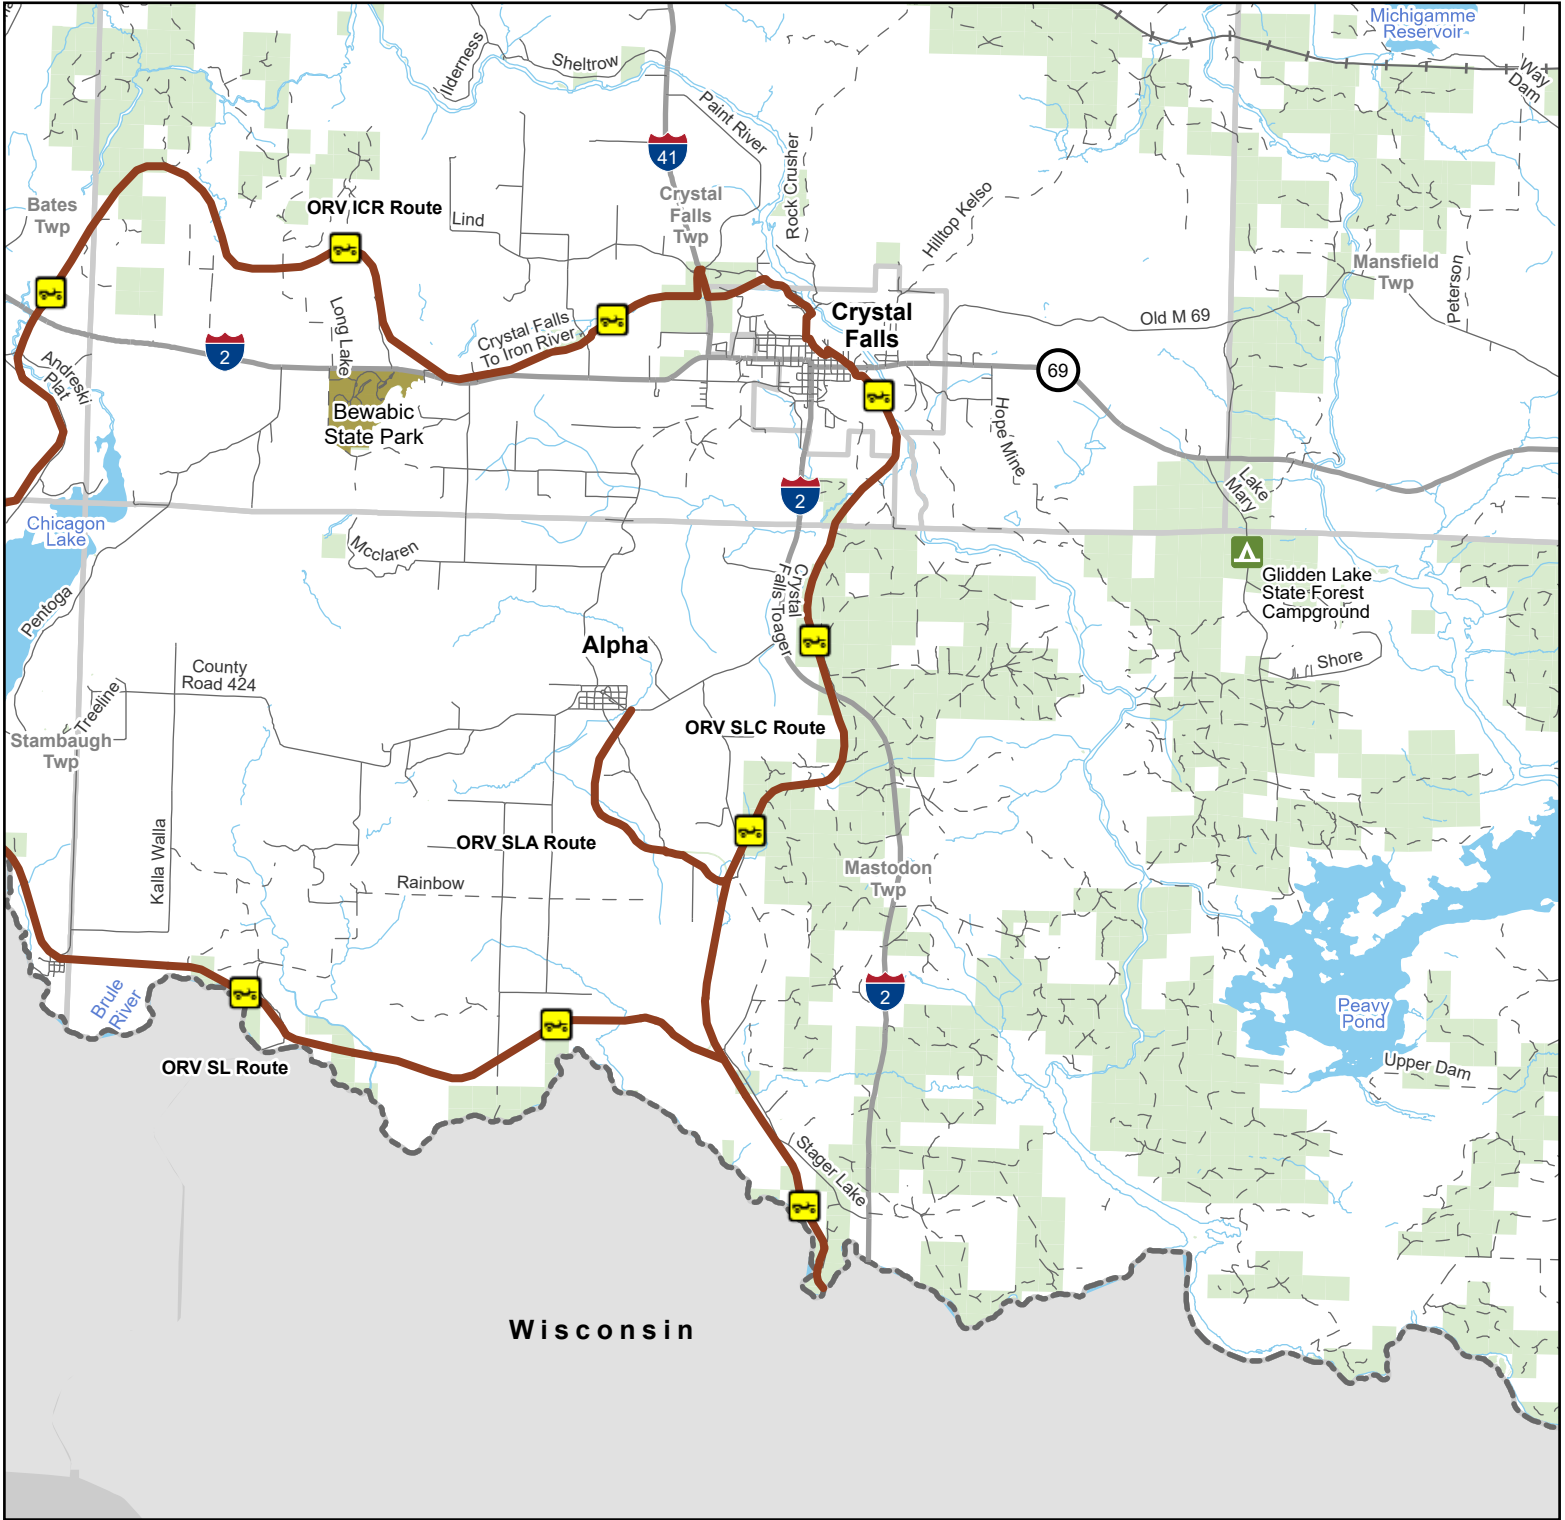 Michigamme
Reservoir
Way
Dam
Ilderness
Sheltrow
Paint River
41
Rock Crusher
Crystal
Falls
Twp
Bates
Twp
ORV ICR Route
Lind
Hilltop Kelso
Mansfield
Twp
Peterson
Old M 69
Crystal
Falls
Long Lake
Crystal Falls
To Iron River
2
69
Andreski
Plat
Bewabic
State Park
Hope Mine
Lake
Mary
2
Chicagon
Lake
Mcclaren
Crystal
Falls Toager
Glidden Lake
State Forest
Campground
Pentoga
Alpha
Shore
County
Road 424
Treeline
Stambaugh
Twp
ORV SLC Route
Kalla Walla
ORV SLA Route
Rainbow
Mastodon
Twp
Brule
River
2
Peavy
Pond
Upper Dam
ORV SL Route
Stager Lake
Wisconsin